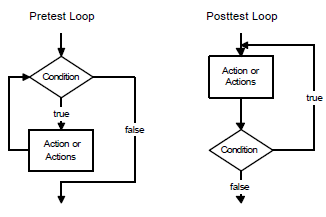 Pretest Loop
Condition
true
false
Action or
Actions
Posttest Loop
Action or
Actions
true
Condition
false